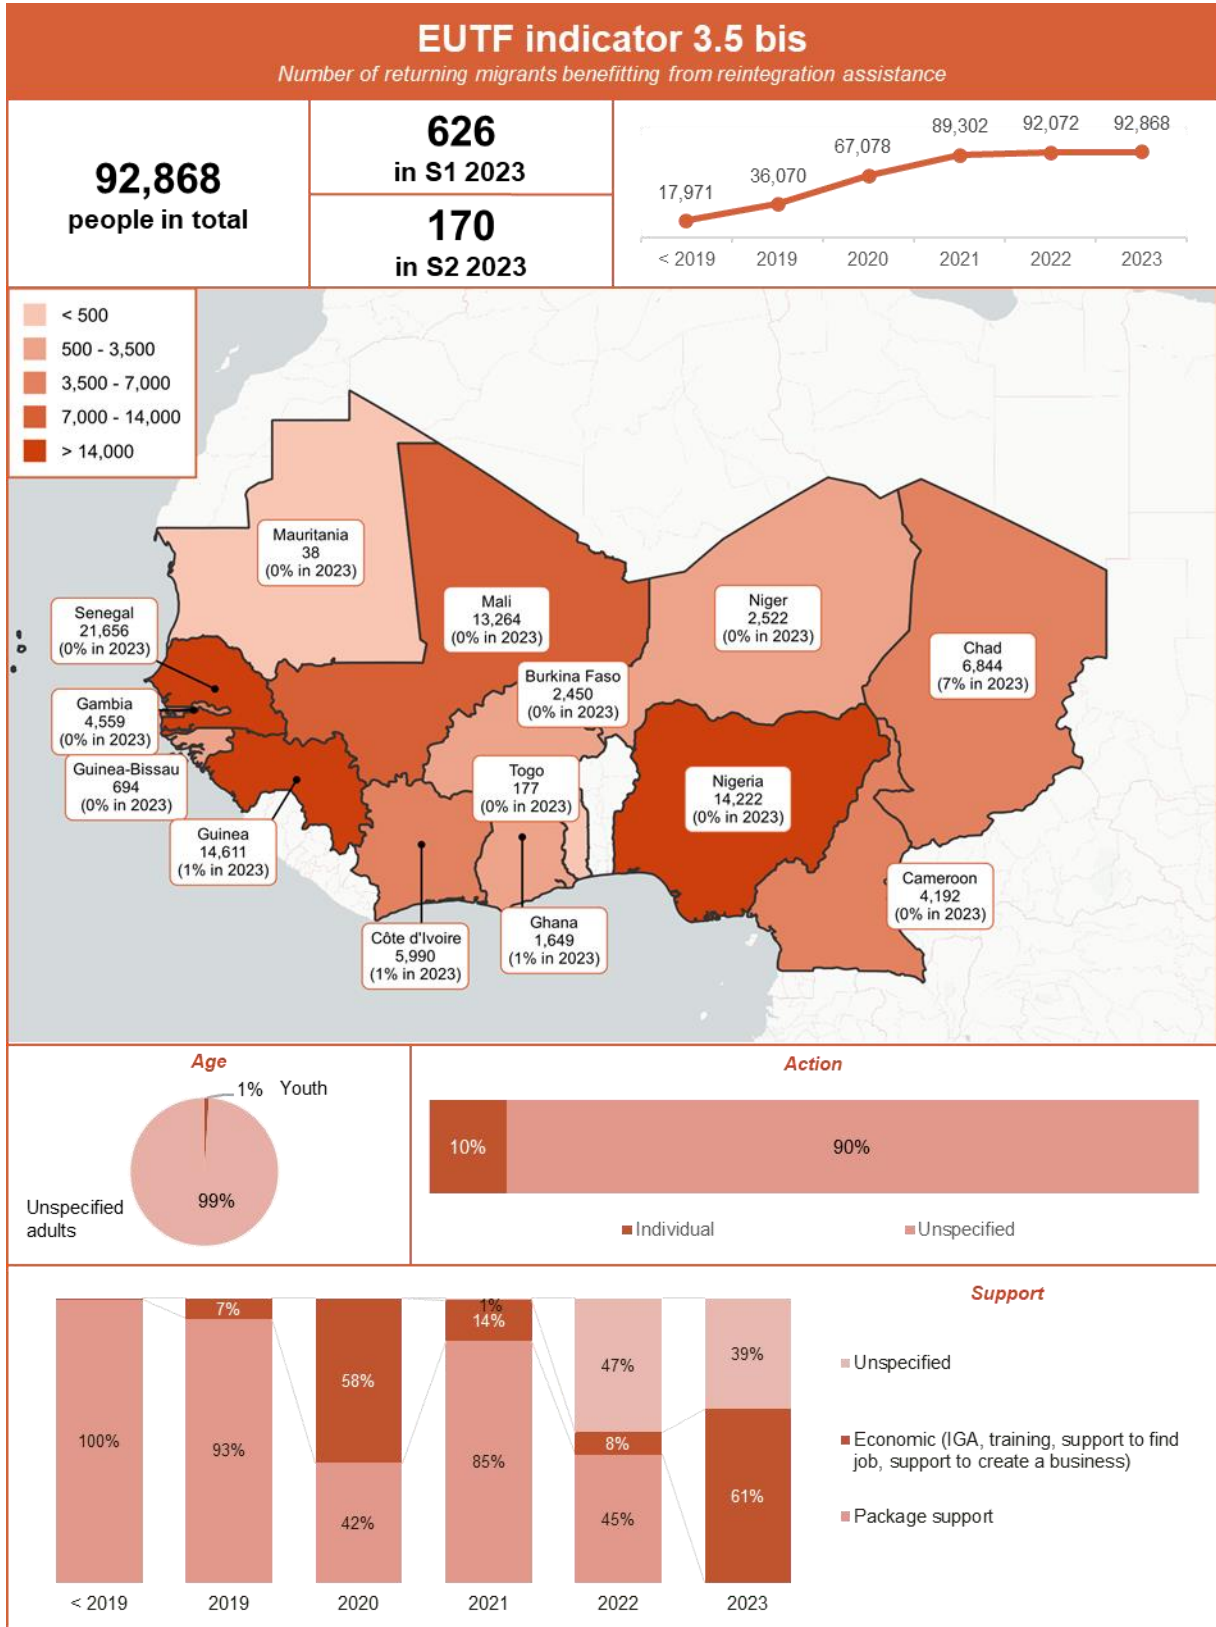 EUTF indicator 3.5 bis
Number of returning migrants benefitting from reintegration assistance
92,868
people in total
626
in S1 2023
170
in S2 2023
17,971
36,070
67,078
89,302
92,072
92,868
< 2019
2019
2020
2021
2022
2023
< 500
500 - 3,500
3,500 - 7,000
7,000 - 14,000
> 14,000
Mauritania
38
(0% in 2023)
Senegal
21,656
(0% in 2023)
Mali
13,264
(0% in 2023)
Niger
2,522
(0% in 2023)
Chad
6,844
(7% in 2023)
Burkina Faso
2,450
(0% in 2023)
Gambia
4,559
(0% in 2023)
Guinea-Bissau
694
(0% in 2023)
Togo
177
(0% in 2023)
Nigeria
14,222
(0% in 2023)
Guinea
14,611
(1% in 2023)
Cameroon
4,192
(0% in 2023)
Ghana
1,649
(1% in 2023)
Côte d'Ivoire
5,990
(1% in 2023)
Age
1% Youth
99%
Unspecified
adults
Action
10%
90%
Individual
Unspecified
Support
100%
7%
93%
58%
42%
1%
14%
85%
47%
8%
45%
39%
61%
< 2019
2019
2020
2021
2022
2023
Unspecified
Economic (IGA, training, support to find
job, support to create a business)
Package support